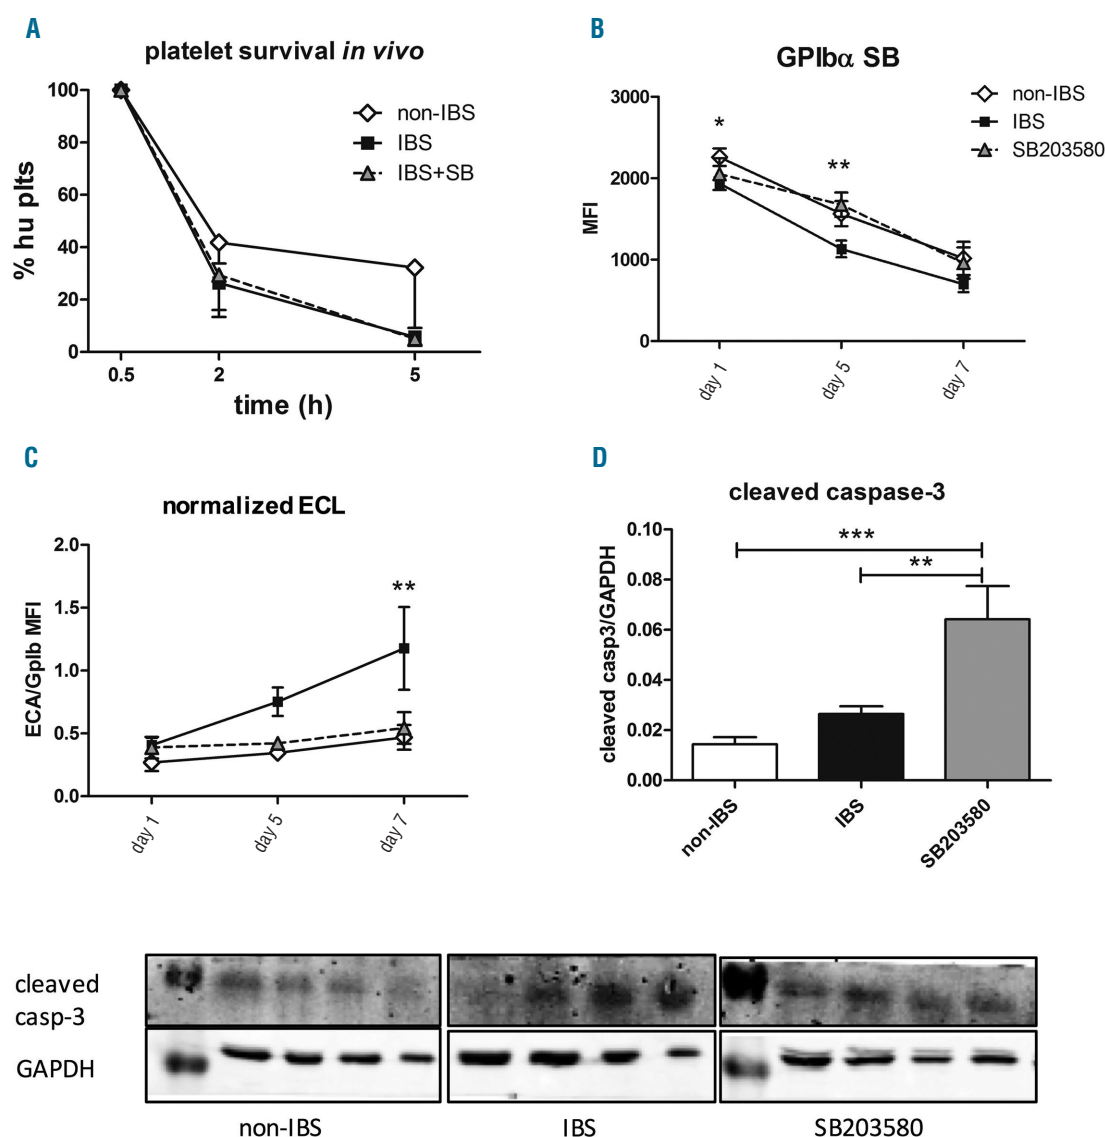 A
platelet survival in vivo
% hu plts
100
80
60
40
20
0
0.5
2
5
time (h)
non-IBS
IBS
IBS+SB
B
GPIbα SB
MFI
3000
2000
1000
0
*
**
day 1
day 5
day 7
non-IBS
IBS
SB203580
C
normalized ECL
ECA/GpIb MFI
2.0
1.5
1.0
0.5
0.0
**
day 1
day 5
day 7
D
cleaved caspase-3
cleaved casp3/GAPDH
0.10
0.08
0.06
0.04
0.02
0.00
***
**
non-IBS
IBS
SB203580
cleaved
casp-3
GAPDH
non-IBS
IBS
SB203580